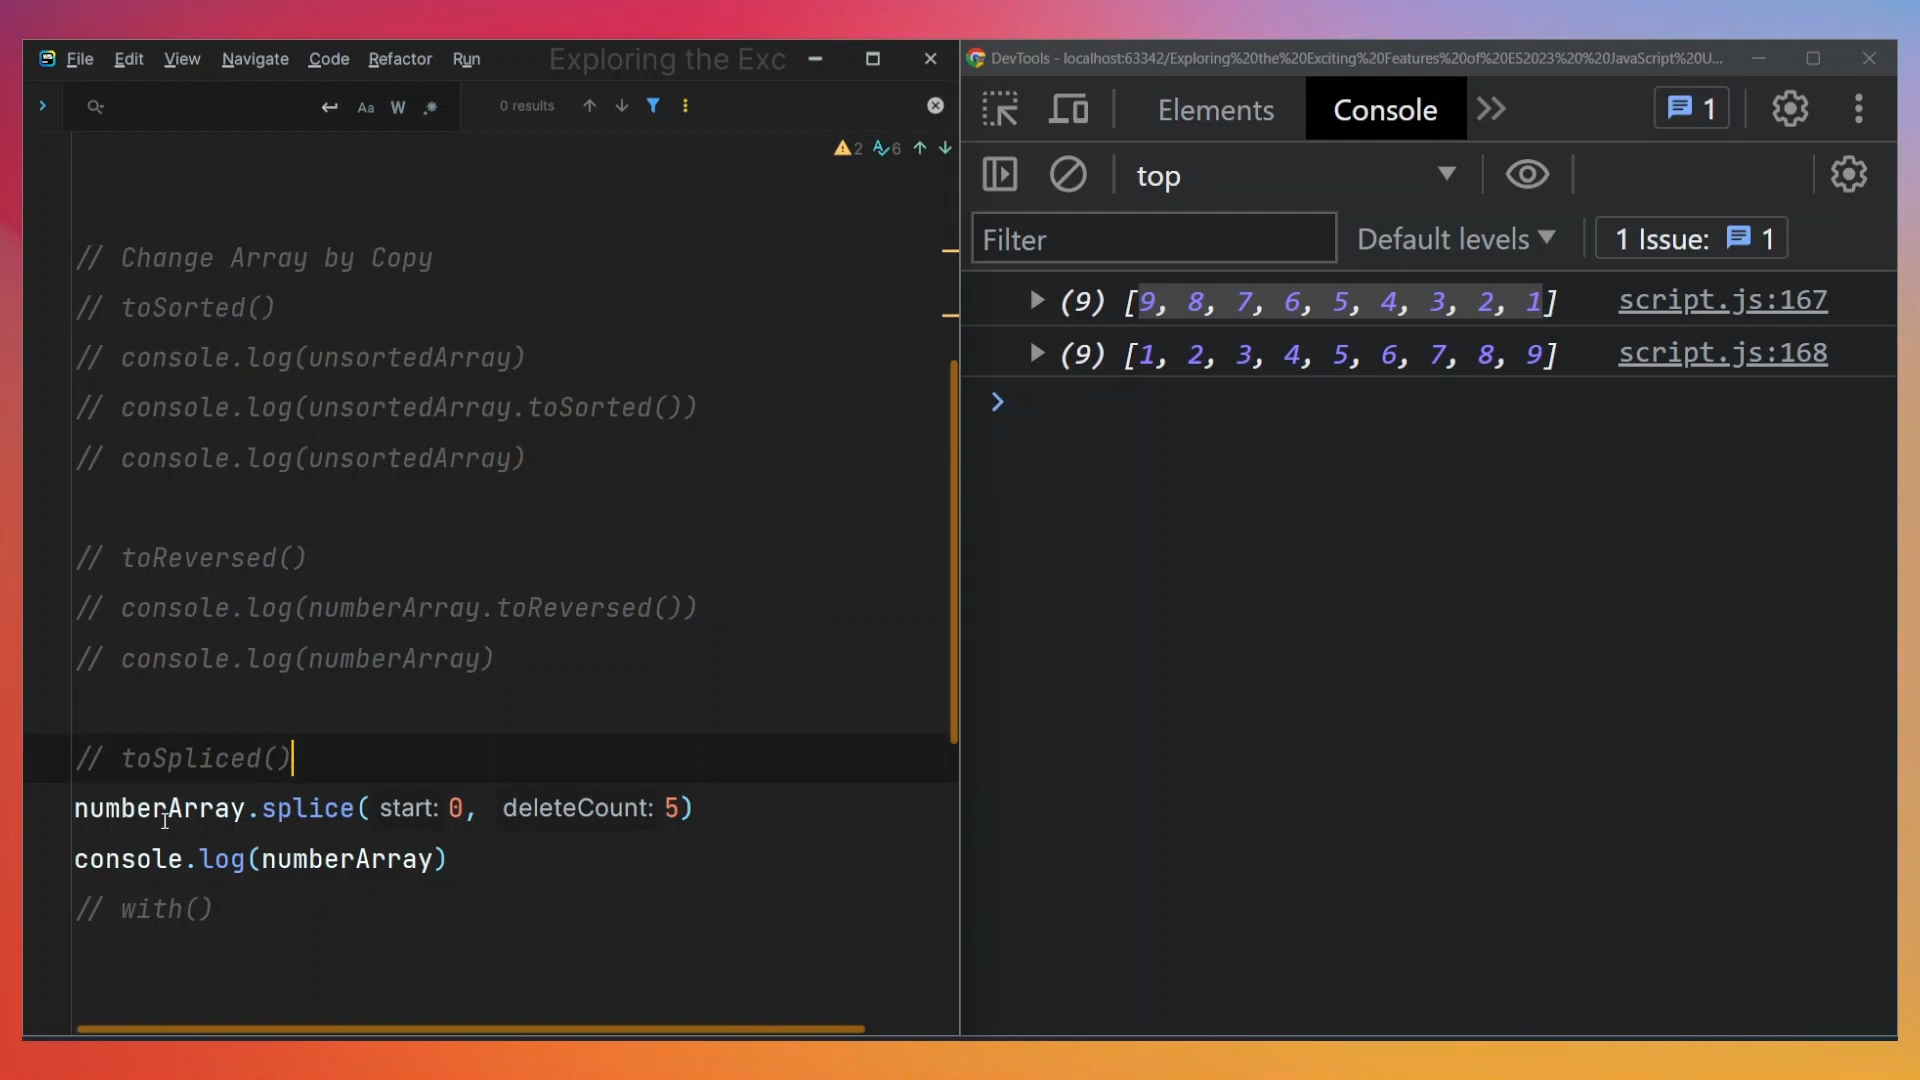 File Edit View Navigate Code Refactor Run Exploring the Exc
Aa W .* 0 results
2 6
// Change Array by Copy
// toSorted()
// console.log(unsortedArray)
// console.log(unsortedArray.toSorted())
// console.log(unsortedArray)
// toReversed()
// console.log(numberArray.toReversed())
// console.log(numberArray)
// toSpliced()
numberArray.splice( start: 0, deleteCount: 5)
console.log(numberArray)
// with()
DevTools - localhost:63342/Exploring%20the%20Exciting%20Features%20of%20ES2023%20%20JavaScript%20U...
Elements Console 1
top
Filter Default levels 1 Issue: 1
(9) [9, 8, 7, 6, 5, 4, 3, 2, 1] script.js:167
(9) [1, 2, 3, 4, 5, 6, 7, 8, 9] script.js:168